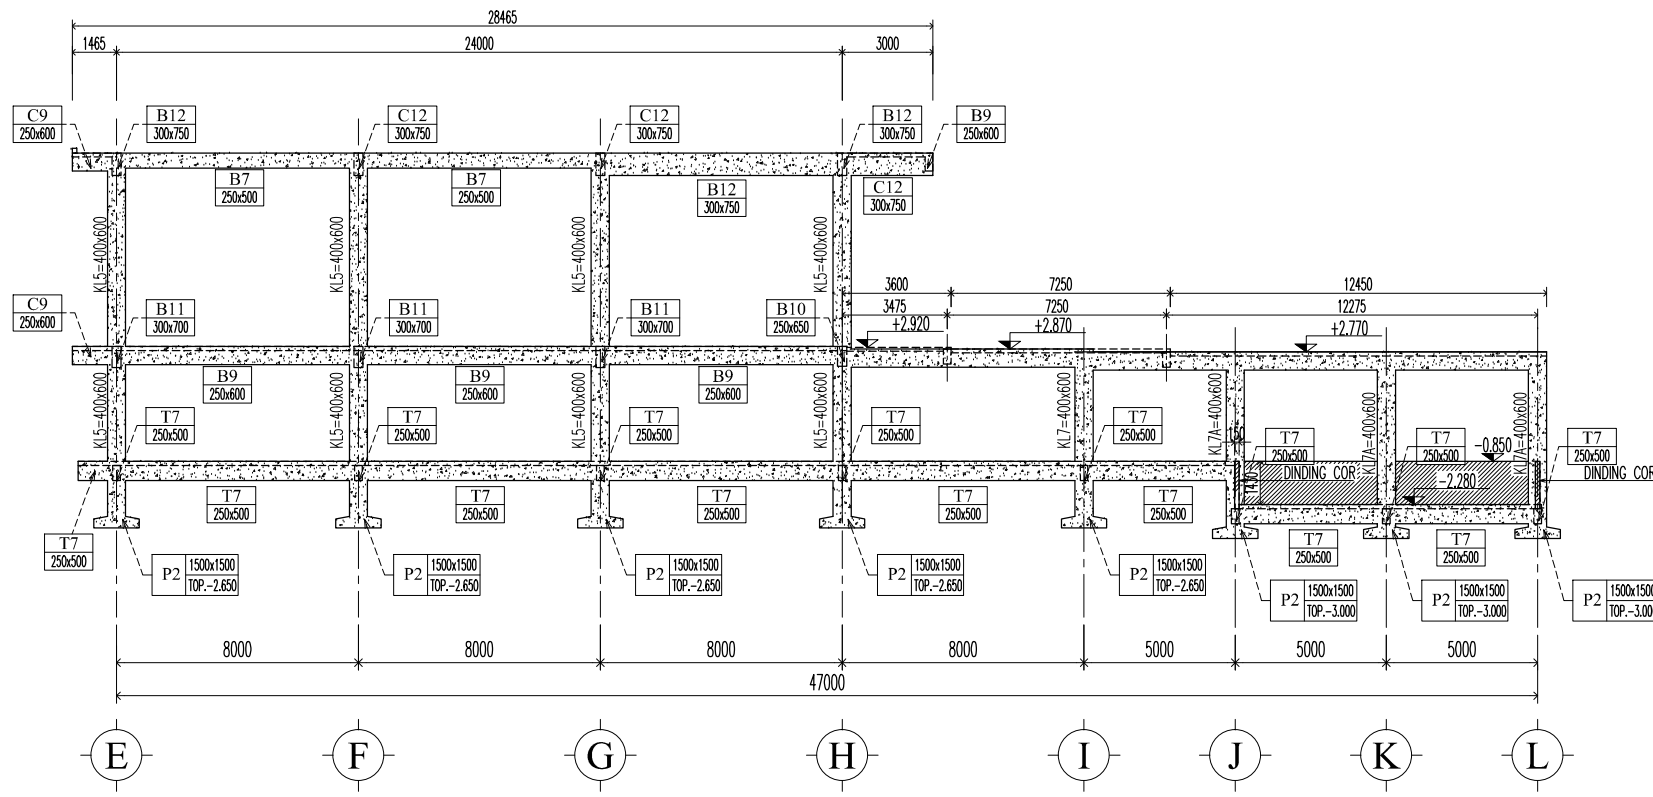 28465
1465
24000
3000
C9
250x600
B12
300x750
C12
300x750
C12
300x750
B12
300x750
B9
250x600
B7
250x500
B7
250x500
B12
300x750
C12
300x750
KL5=400x600
KL5=400x600
KL5=400x600
KL5=400x600
3600
7250
12450
3475
7250
12275
C9
250x600
B11
300x700
B11
300x700
B11
300x700
B10
250x650
+2.920
+2.870
+2.770
B9
250x600
B9
250x600
B9
250x600
KL5=400x600
KL5=400x600
KL5=400x600
KL5=400x600
KL7=400x600
KL7A=400x600
KL7A=400x600
KL7A=400x600
T7
250x500
T7
250x500
T7
250x500
T7
250x500
T7
250x500
150
T7
250x500
T7
250x500
-0.850
T7
250x500
DINDING COR
DINDING COR
1430
-2.280
T7
250x500
T7
250x500
T7
250x500
T7
250x500
T7
250x500
T7
250x500
T7
250x500
T7
250x500
P2
1500x1500
TOP.-2.650
P2
1500x1500
TOP.-2.650
P2
1500x1500
TOP.-2.650
P2
1500x1500
TOP.-2.650
P2
1500x1500
TOP.-2.650
P2
1500x1500
TOP.-3.000
P2
1500x1500
TOP.-3.000
P2
1500x1500
TOP.-3.00
8000
8000
8000
8000
5000
5000
5000
47000
E
F
G
H
I
J
K
L